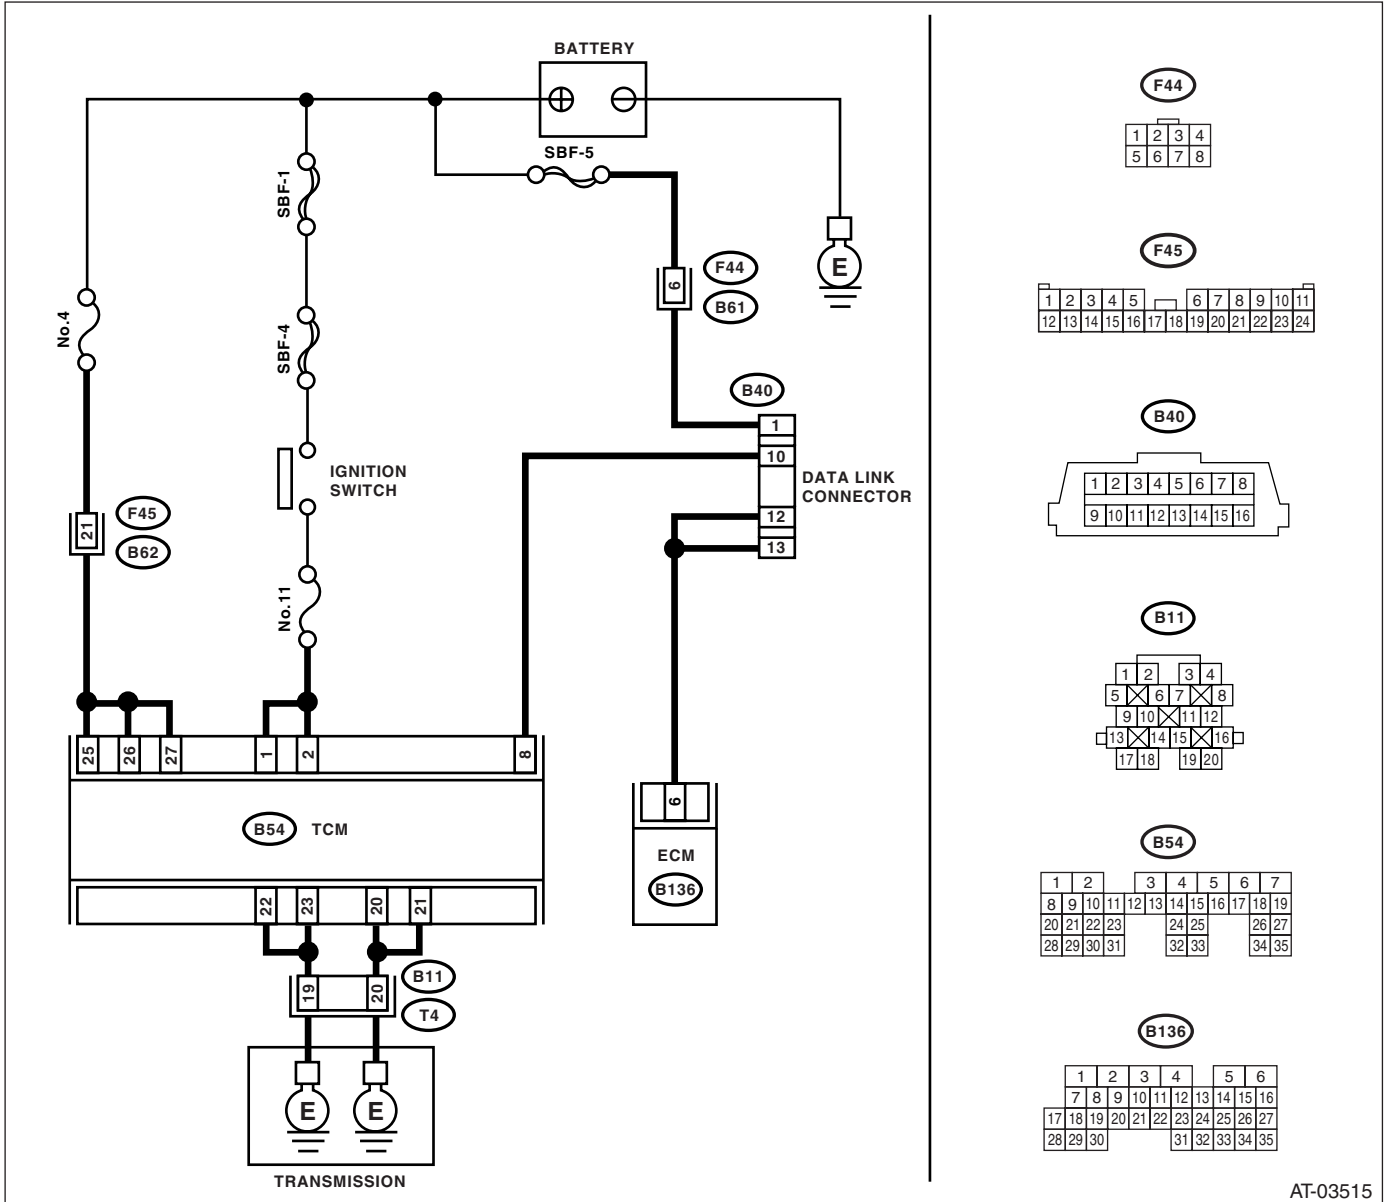 BATTERY
SBF-5
SBF-1
SBF-4
No.4
No.11
IGNITION
SWITCH
F44
B61
6
E
B40
1
10
12
13
DATA LINK
CONNECTOR
F45
B62
21
25 26 27 1 2 8
B54 TCM
22 23 20 21
6
ECM
B136
B11
T4
19 20
E E
TRANSMISSION
F44
1 2 3 4
5 6 7 8
F45
1 2 3 4 5 6 7 8 9 10 11
12 13 14 15 16 17 18 19 20 21 22 23 24
B40
1 2 3 4 5 6 7 8
9 10 11 12 13 14 15 16
B11
1 2 3 4
5 6 7 8
9 10 11 12
13 14 15 16
17 18 19 20
B54
1 2 3 4 5 6 7
8 9 10 11 12 13 14 15 16 17 18 19
20 21 22 23 24 25 26 27
28 29 30 31 32 33 34 35
B136
1 2 3 4 5 6
7 8 9 10 11 12 13 14 15 16
17 18 19 20 21 22 23 24 25 26 27
28 29 30 31 32 33 34 35
AT-03515